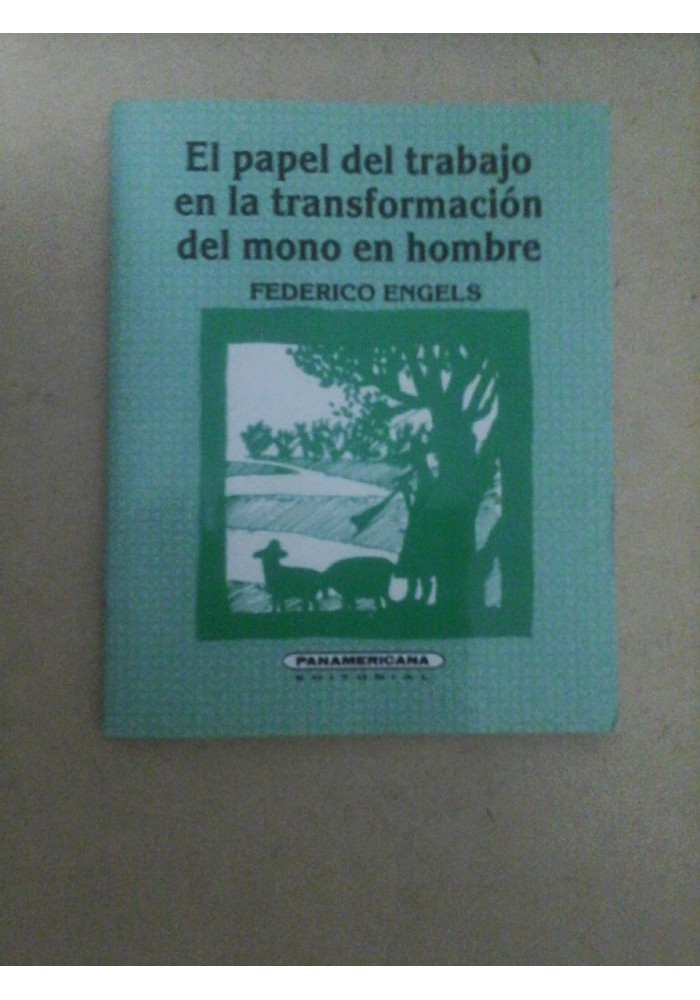 El papel del trabajo
en la transformación
del mono en hombre
FEDERICO ENGELS
PANAMERICANA
EDITORIAL